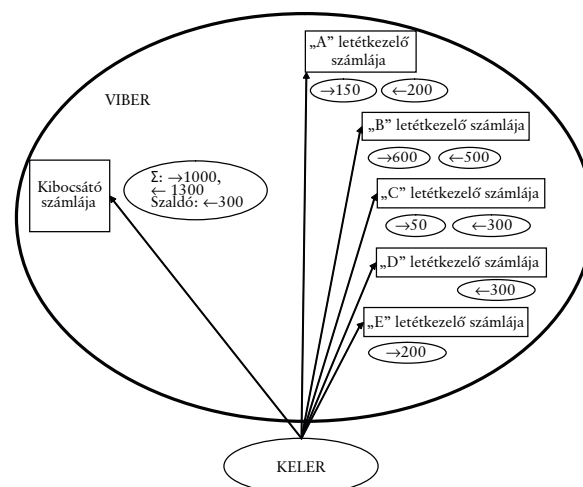 „A” letétkezelő
számlája
→150 ←200
VIBER
„B” letétkezelő számlája
→600 ←500
Kibocsátó
számlája
Σ: →1000,
← 1300
Szaldó: ←300
„C” letétkezelő számlája
→50 ←300
„D” letétkezelő számlája
←300
„E” letétkezelő számlája
→200
KELER